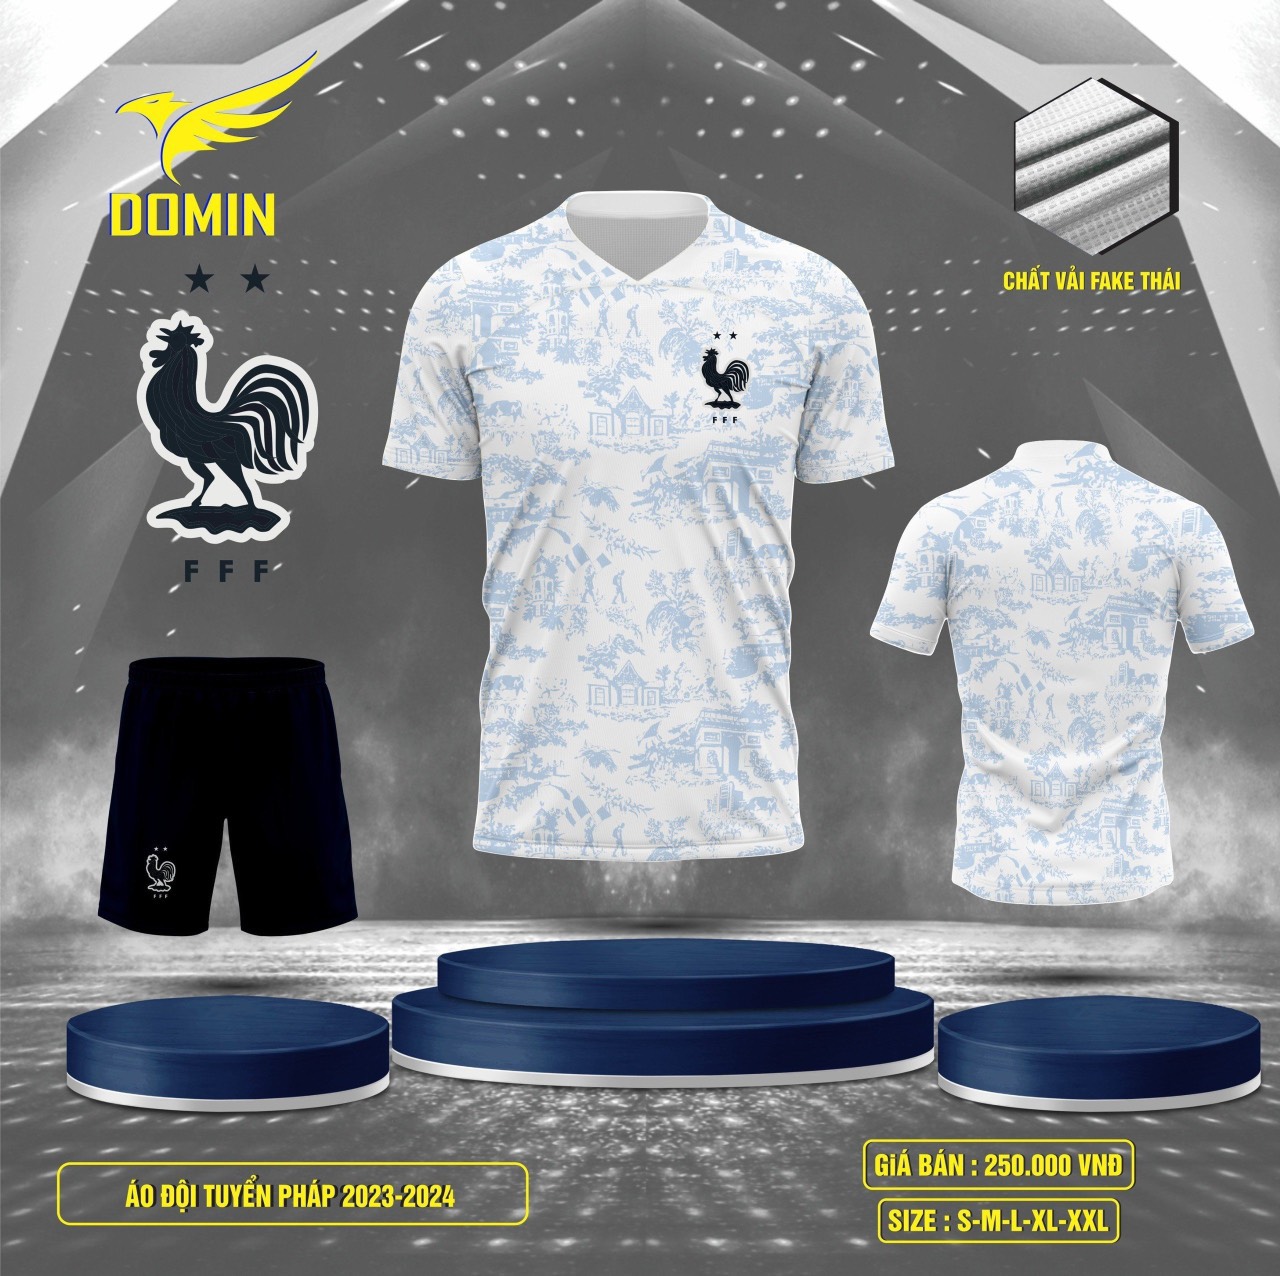 DOMIN
CHẤT VẢI FAKE THÁI
FFF
FFF
FFF
ÁO ĐỘI TUYỂN PHÁP 2023-2024
GiÁ BÁN : 250.000 VNĐ
SIZE : S-M-L-XL-XXL